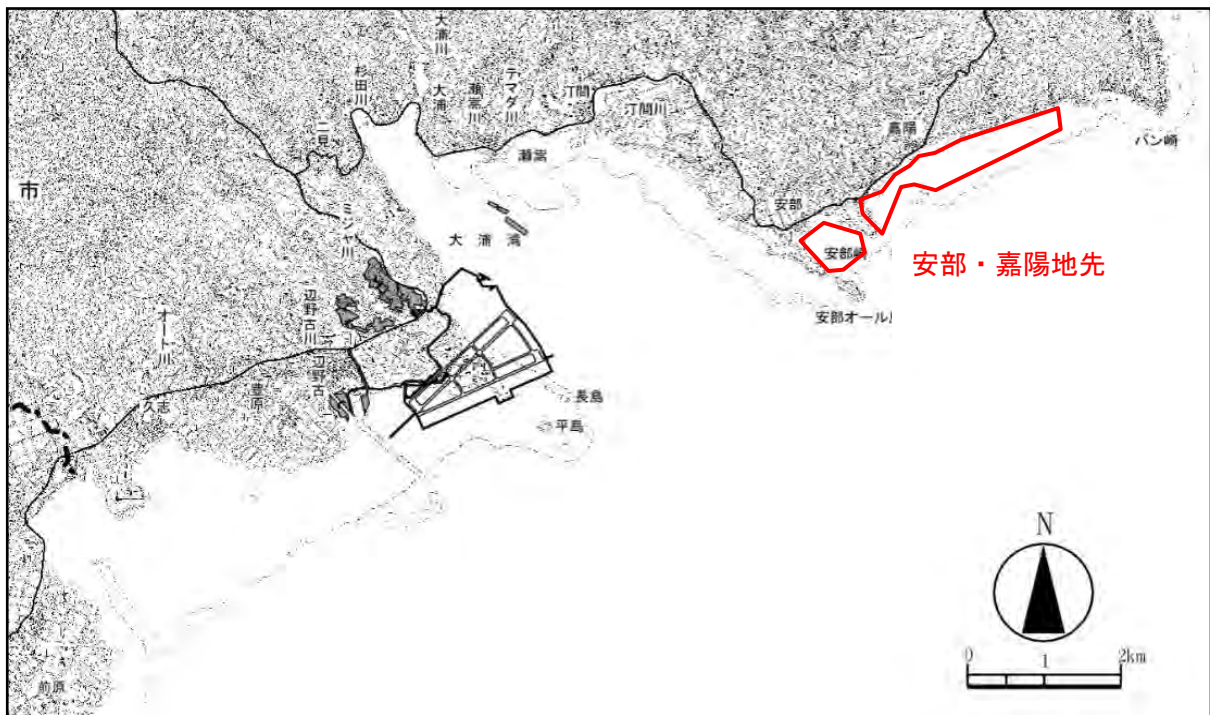 大浦川
杉田川
大浦
瀬嵩川
テマダ川
汀間
汀間川
嘉陽
バン崎
二見
瀬嵩
市
ミジャ川
安部
大浦湾
安部崎
安部・嘉陽地先
辺野古川
オード川
安部オール島
辺野古
豊原
久志
長島
平島
N
0 1 2km
前原